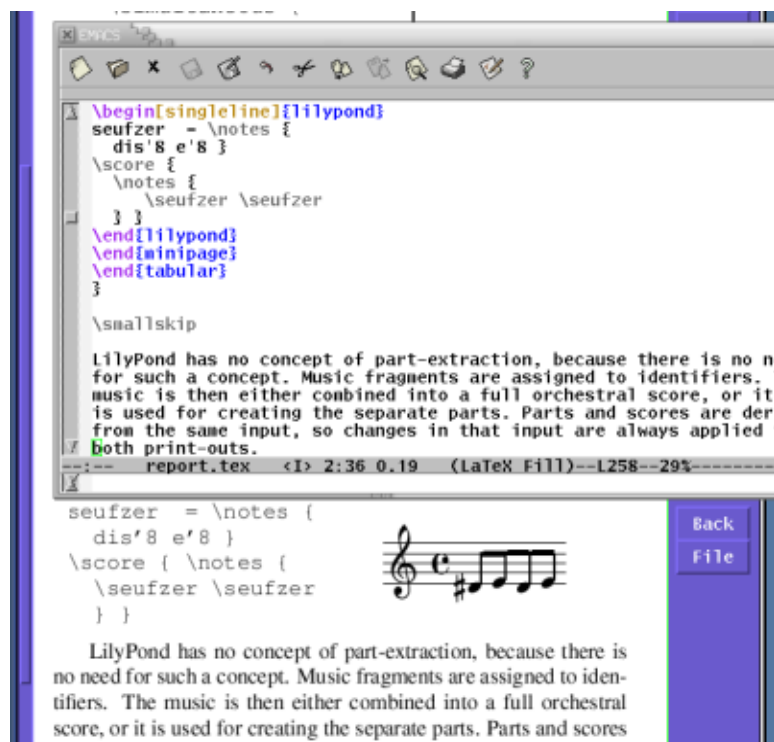 EMACS
\begin[singleline]{lilypond}
seufzer = \notes {
dis'8 e'8 }
\score {
\notes {
\seufzer \seufzer
} }
\end{lilypond}
\end{minipage}
\end{tabular}
}
\smallskip
LilyPond has no concept of part-extraction, because there is no n
for such a concept. Music fragments are assigned to identifiers.
music is then either combined into a full orchestral score, or it
is used for creating the separate parts. Parts and scores are der
from the same input, so changes in that input are always applied
both print-outs.
--:-- report.tex <I> 2:36 0.19 (LaTeX Fill)--L258--29%--------
seufzer = \notes {
dis'8 e'8 }
\score { \notes {
\seufzer \seufzer
} }
Back
File
LilyPond has no concept of part-extraction, because there is
no need for such a concept. Music fragments are assigned to iden-
tifiers. The music is then either combined into a full orchestral
score, or it is used for creating the separate parts. Parts and scores